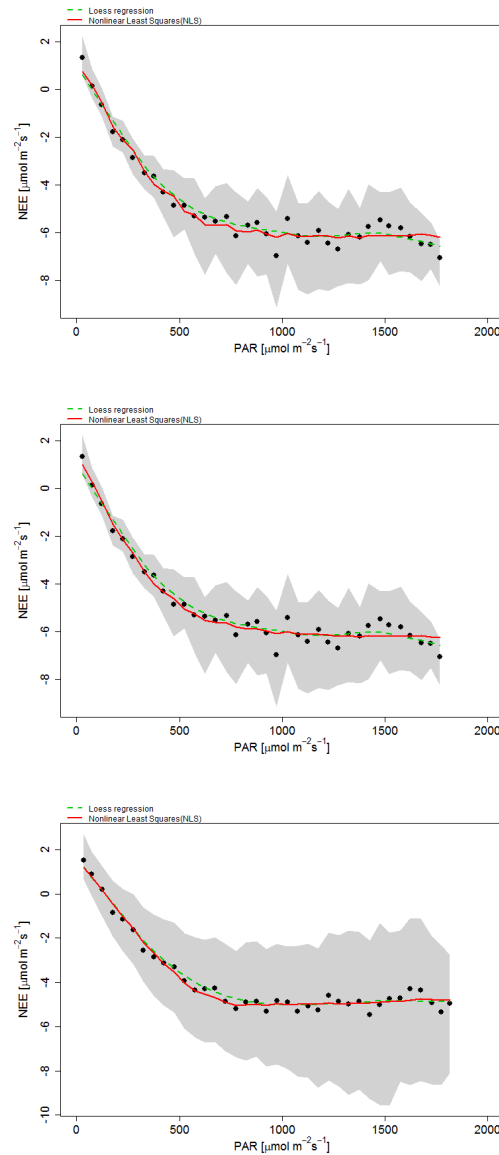 Loess regression
Nonlinear Least Squares(NLS)
2
0
-2
-4
-6
-8
NEE [μmol m−2s−1]
0
500
1000
1500
2000
PAR [μmol m−2s−1]
Loess regression
Nonlinear Least Squares(NLS)
2
0
-2
-4
-6
-8
NEE [μmol m−2s−1]
0
500
1000
1500
2000
PAR [μmol m−2s−1]
Loess regression
Nonlinear Least Squares(NLS)
2
0
-2
-4
-6
-8
-10
NEE [μmol m−2s−1]
0
500
1000
1500
2000
PAR [μmol m−2s−1]